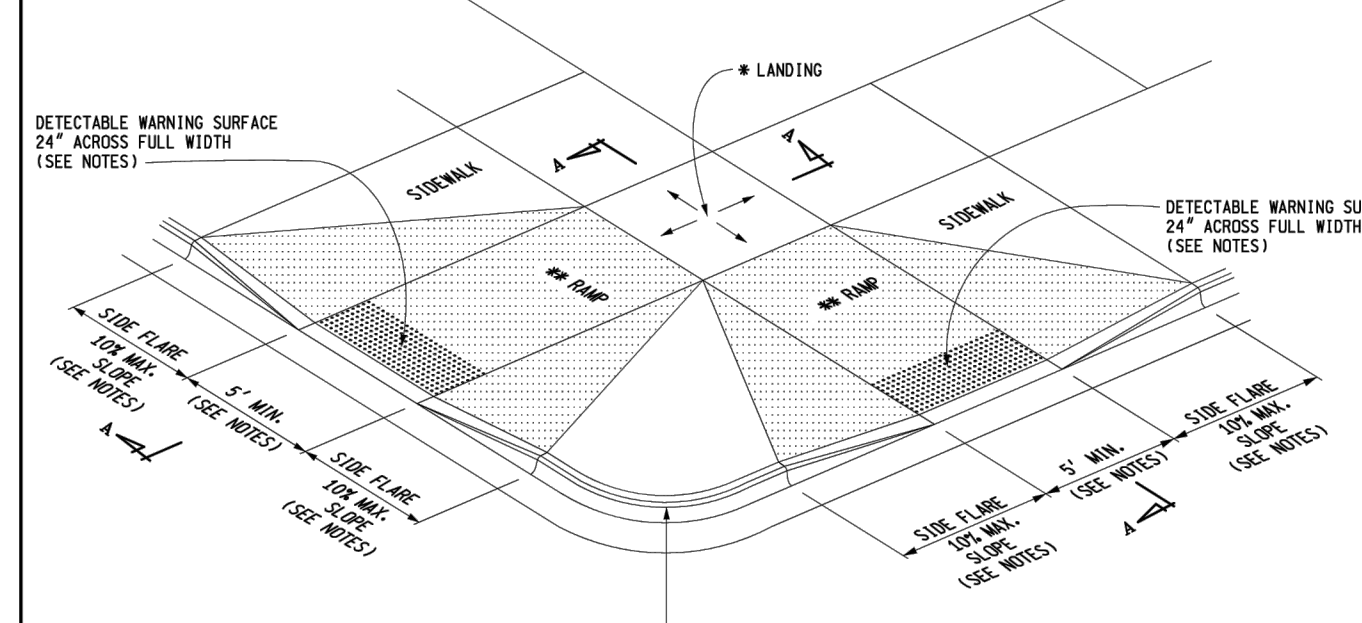 * LANDING
DETECTABLE WARNING SURFACE
24" ACROSS FULL WIDTH
(SEE NOTES)
SIDEWALK
A
A
SIDEWALK
DETECTABLE WARNING SU
24" ACROSS FULL WIDTH
(SEE NOTES)
** RAMP
** RAMP
SIDE FLARE
10% MAX.
SLOPE
(SEE NOTES)
5' MIN.
(SEE NOTES)
A
SIDE FLARE
10% MAX.
SLOPE
(SEE NOTES)
SIDE FLARE
10% MAX.
SLOPE
(SEE NOTES)
5' MIN.
(SEE NOTES)
A
SIDE FLARE
10% MAX.
SLOPE
(SEE NOTES)